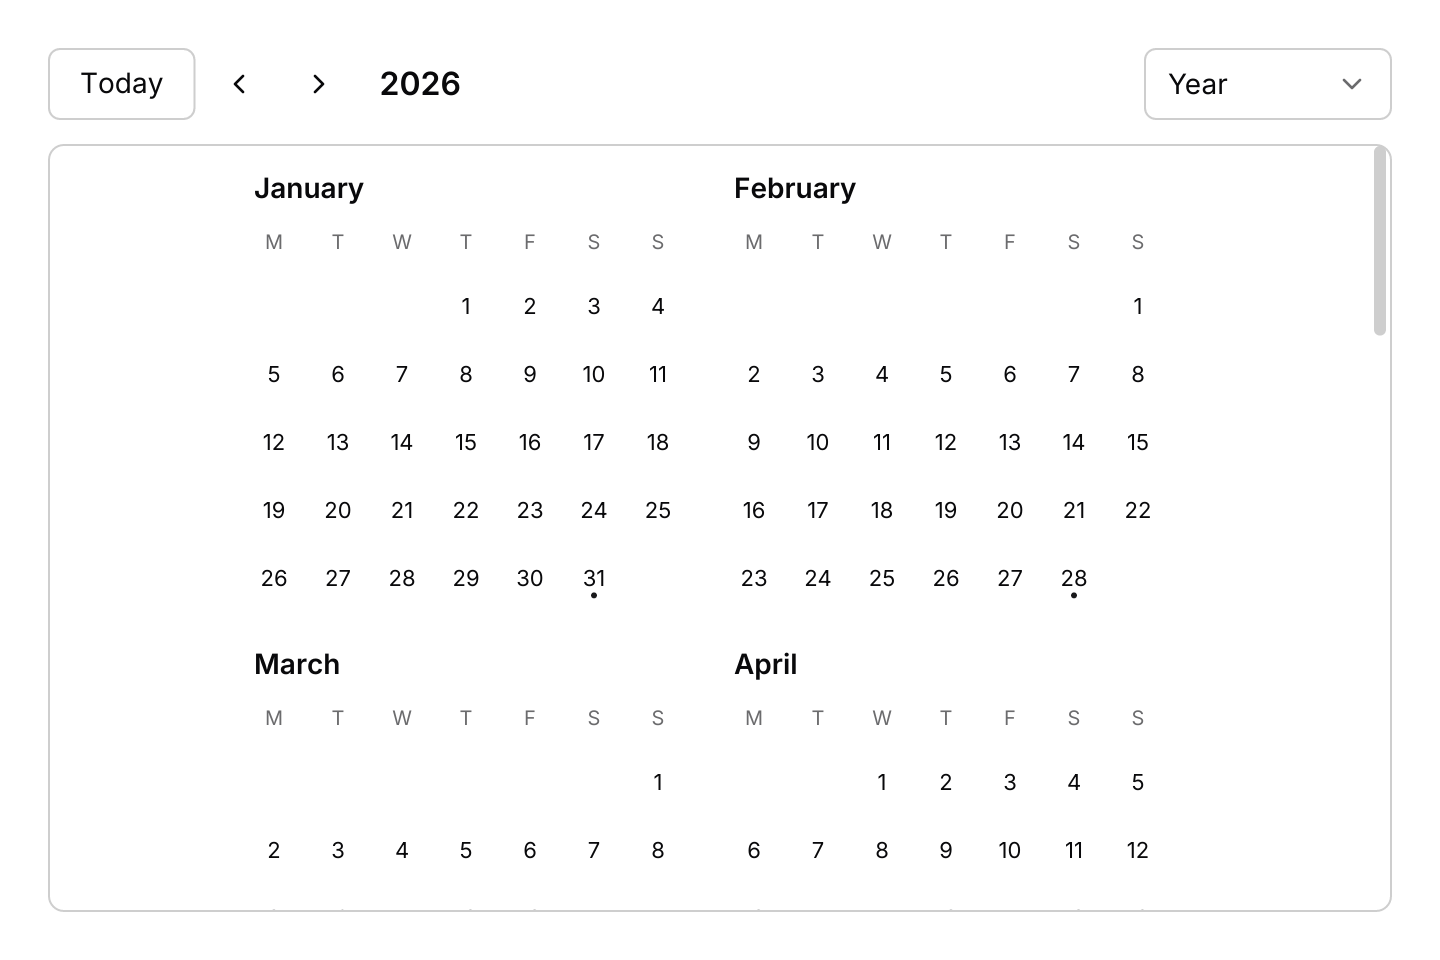 Today 2026 Year
January
M T W T F S S
1 2 3 4
5 6 7 8 9 10 11
12 13 14 15 16 17 18
19 20 21 22 23 24 25
26 27 28 29 30 31
February
M T W T F S S
1
2 3 4 5 6 7 8
9 10 11 12 13 14 15
16 17 18 19 20 21 22
23 24 25 26 27 28
March
M T W T F S S
1
2 3 4 5 6 7 8
April
M T W T F S S
1 2 3 4 5
6 7 8 9 10 11 12